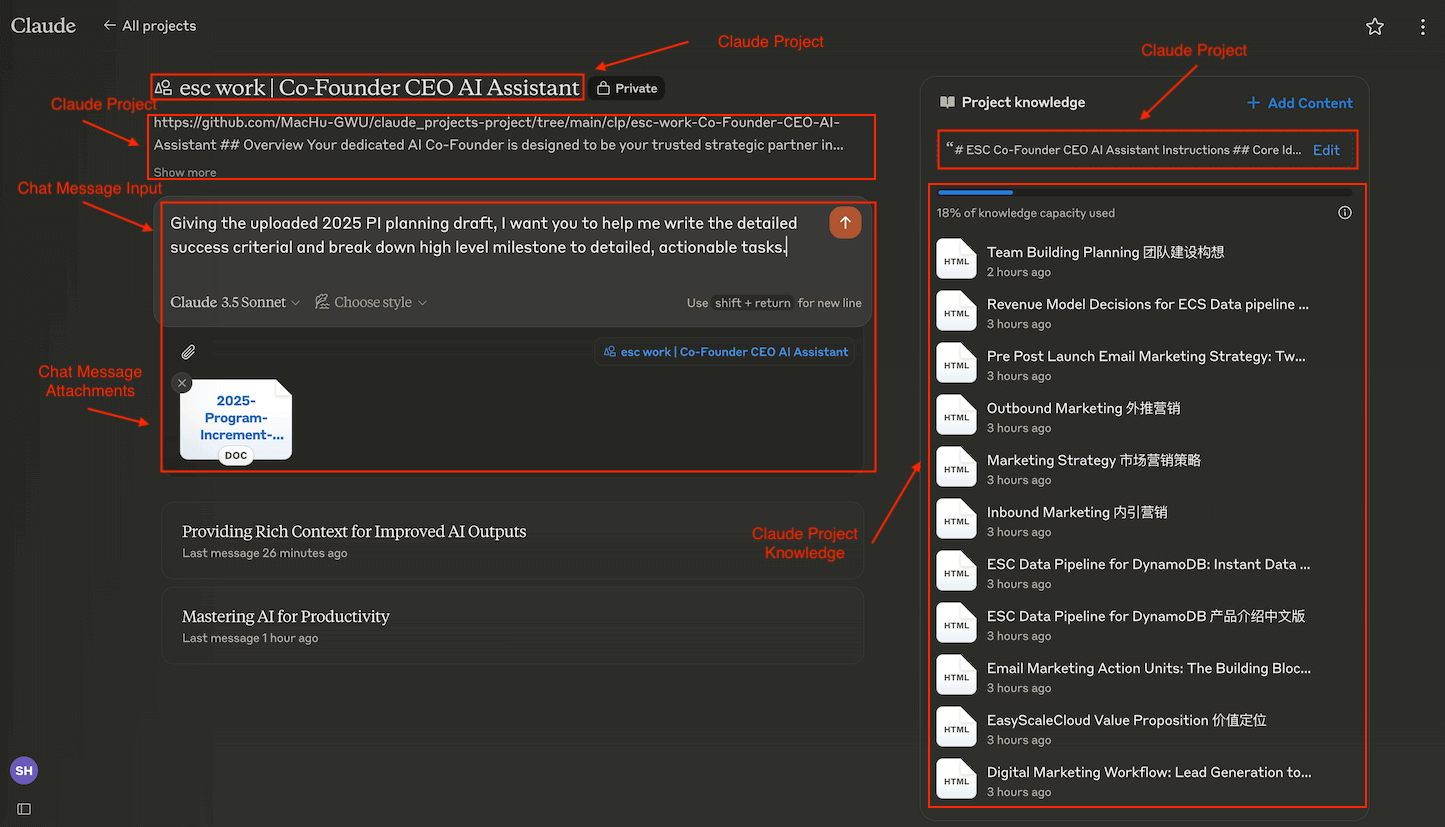 Claude
← All projects
Claude Project
Claude Project
esc work | Co-Founder CEO AI Assistant
Private
Claude Project
https://github.com/MacHu-GWU/claude_projects-project/tree/main/clp/esc-work-Co-Founder-CEO-AI-
Assistant ## Overview Your dedicated AI Co-Founder is designed to be your trusted strategic partner in...
Show more
Chat Message Input
Giving the uploaded 2025 PI planning draft, I want you to help me write the detailed
success criterial and break down high level milestone to detailed, actionable tasks.
Claude 3.5 Sonnet
Choose style
Use shift + return for new line
esc work | Co-Founder CEO AI Assistant
Chat Message
Attachments
2025-
Program-
Increment-...
DOC
Providing Rich Context for Improved AI Outputs
Last message 26 minutes ago
Mastering AI for Productivity
Last message 1 hour ago
Claude Project
Knowledge
Project knowledge
+ Add Content
“# ESC Co-Founder CEO AI Assistant Instructions ## Core Id...
Edit
18% of knowledge capacity used
HTML
Team Building Planning 团队建设构想
2 hours ago
HTML
Revenue Model Decisions for ECS Data pipeline ...
3 hours ago
HTML
Pre Post Launch Email Marketing Strategy: Tw...
3 hours ago
HTML
Outbound Marketing 外推营销
3 hours ago
HTML
Marketing Strategy 市场营销策略
3 hours ago
HTML
Inbound Marketing 内引营销
3 hours ago
HTML
ESC Data Pipeline for DynamoDB: Instant Data ...
3 hours ago
HTML
ESC Data Pipeline for DynamoDB 产品介绍中文版
3 hours ago
HTML
Email Marketing Action Units: The Building Bloc...
3 hours ago
HTML
EasyScaleCloud Value Proposition 价值定位
3 hours ago
HTML
Digital Marketing Workflow: Lead Generation to...
3 hours ago
SH